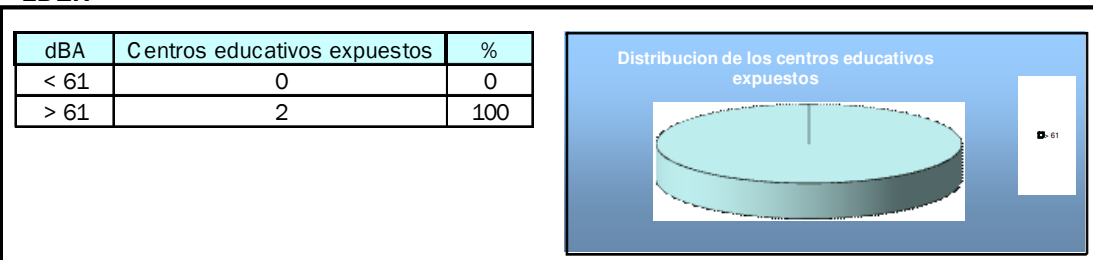 dBA Centros educativos expuestos %
< 61 0 0
> 61 2 100
Distribucion de los centros educativos
expuestos
> 61